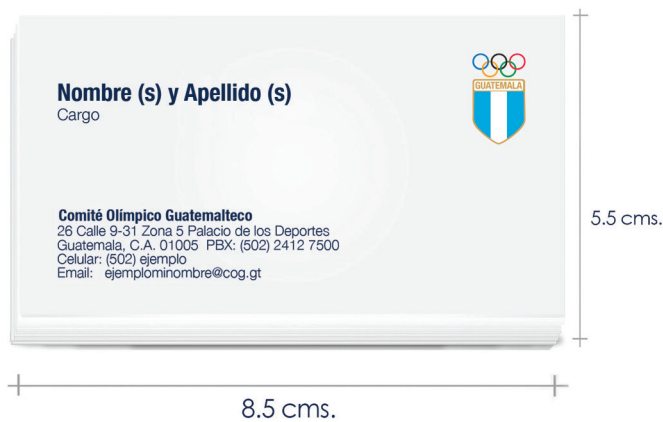 GUATEMALA
Nombre (s) y Apellido (s)
Cargo
Comité Olímpico Guatemalteco
26 Calle 9-31 Zona 5 Palacio de los Deportes
Guatemala, C.A. 01005  PBX: (502) 2412 7500
Celular: (502) ejemplo
Email:   ejemplominombre@cog.gt
5.5 cms.
8.5 cms.